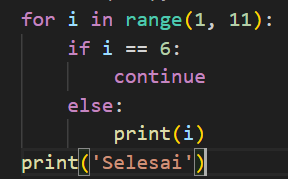 for i in range(1, 11):
    if i == 6:
        continue
    else:
        print(i)
print('Selesai')